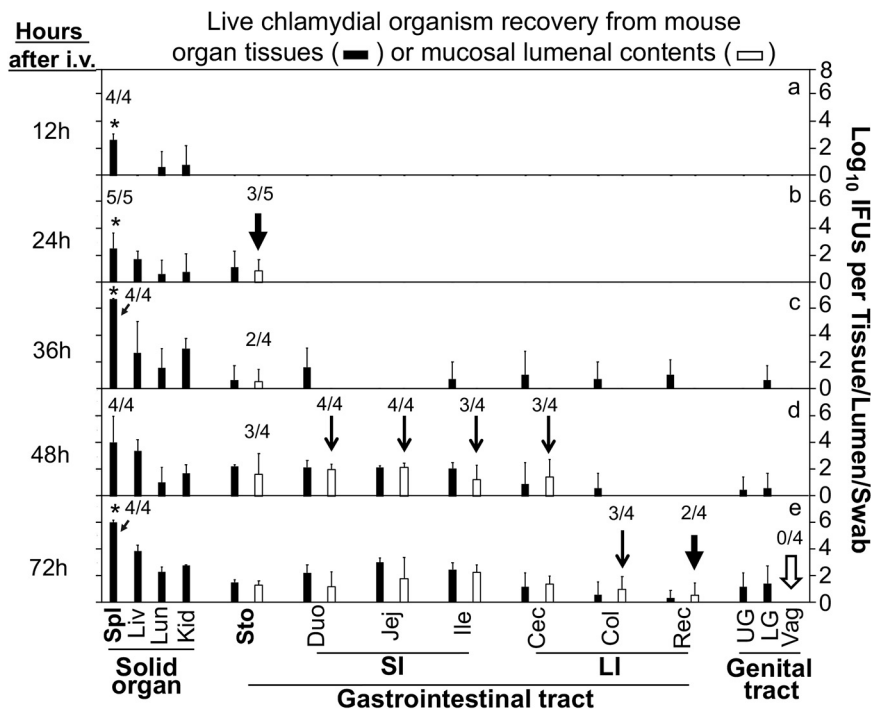 Hours
after i.v.
Live chlamydial organism recovery from mouse
organ tissues ( ) or mucosal lumenal contents ( )
12h
4/4
*
a
8
6
4
2
0
24h
5/5
*
3/5
b
6
4
2
0
36h
*
4/4
2/4
c
6
4
2
0
48h
4/4
3/4
4/4
4/4
3/4
3/4
d
6
4
2
0
72h
*
4/4
3/4
2/4
0/4
e
6
4
2
0
Log10 IFUs per Tissue/Lumen/Swab
Spl
Liv
Lun
Kid
Sto
Duo
Jej
Ile
Cec
Col
Rec
UG
LG
Vag
Solid
organ
SI
LI
Genital
tract
Gastrointestinal tract